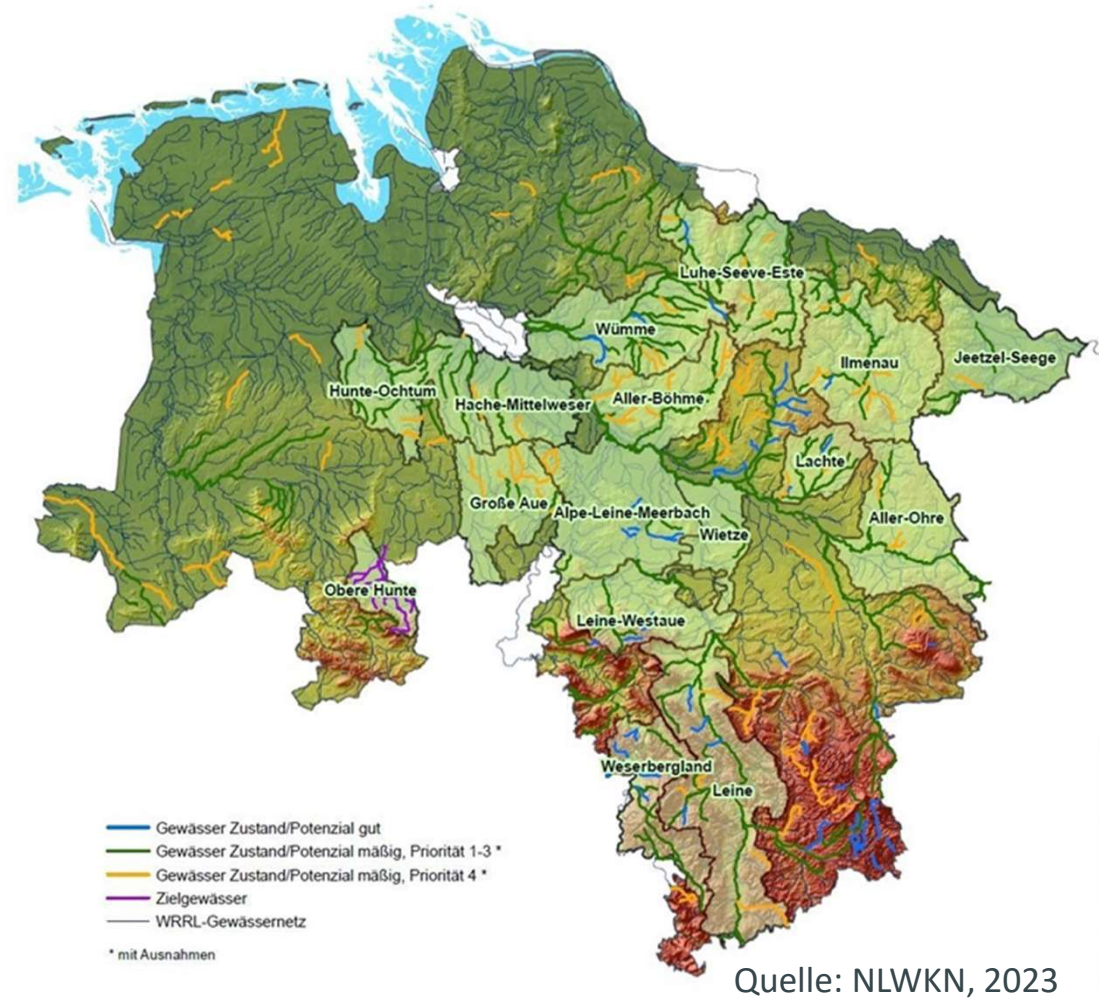 Luhe-Seeve-Este
Wümme
Ilmenau
Jeetzel-Seege
Hunte-Ochtum
Hache-Mittelweser
Aller-Böhme
Lachte
Große Aue
Alpe-Leine-Meerbach
Aller-Ohre
Wietze
Obere Hunte
Leine-Westaue
Weserbergland
Leine
Gewässer Zustand/Potenzial gut
Gewässer Zustand/Potenzial mäßig, Priorität 1-3 *
Gewässer Zustand/Potenzial mäßig, Priorität 4 *
Zielgewässer
WRRL-Gewässernetz
* mit Ausnahmen
Quelle: NLWKN, 2023